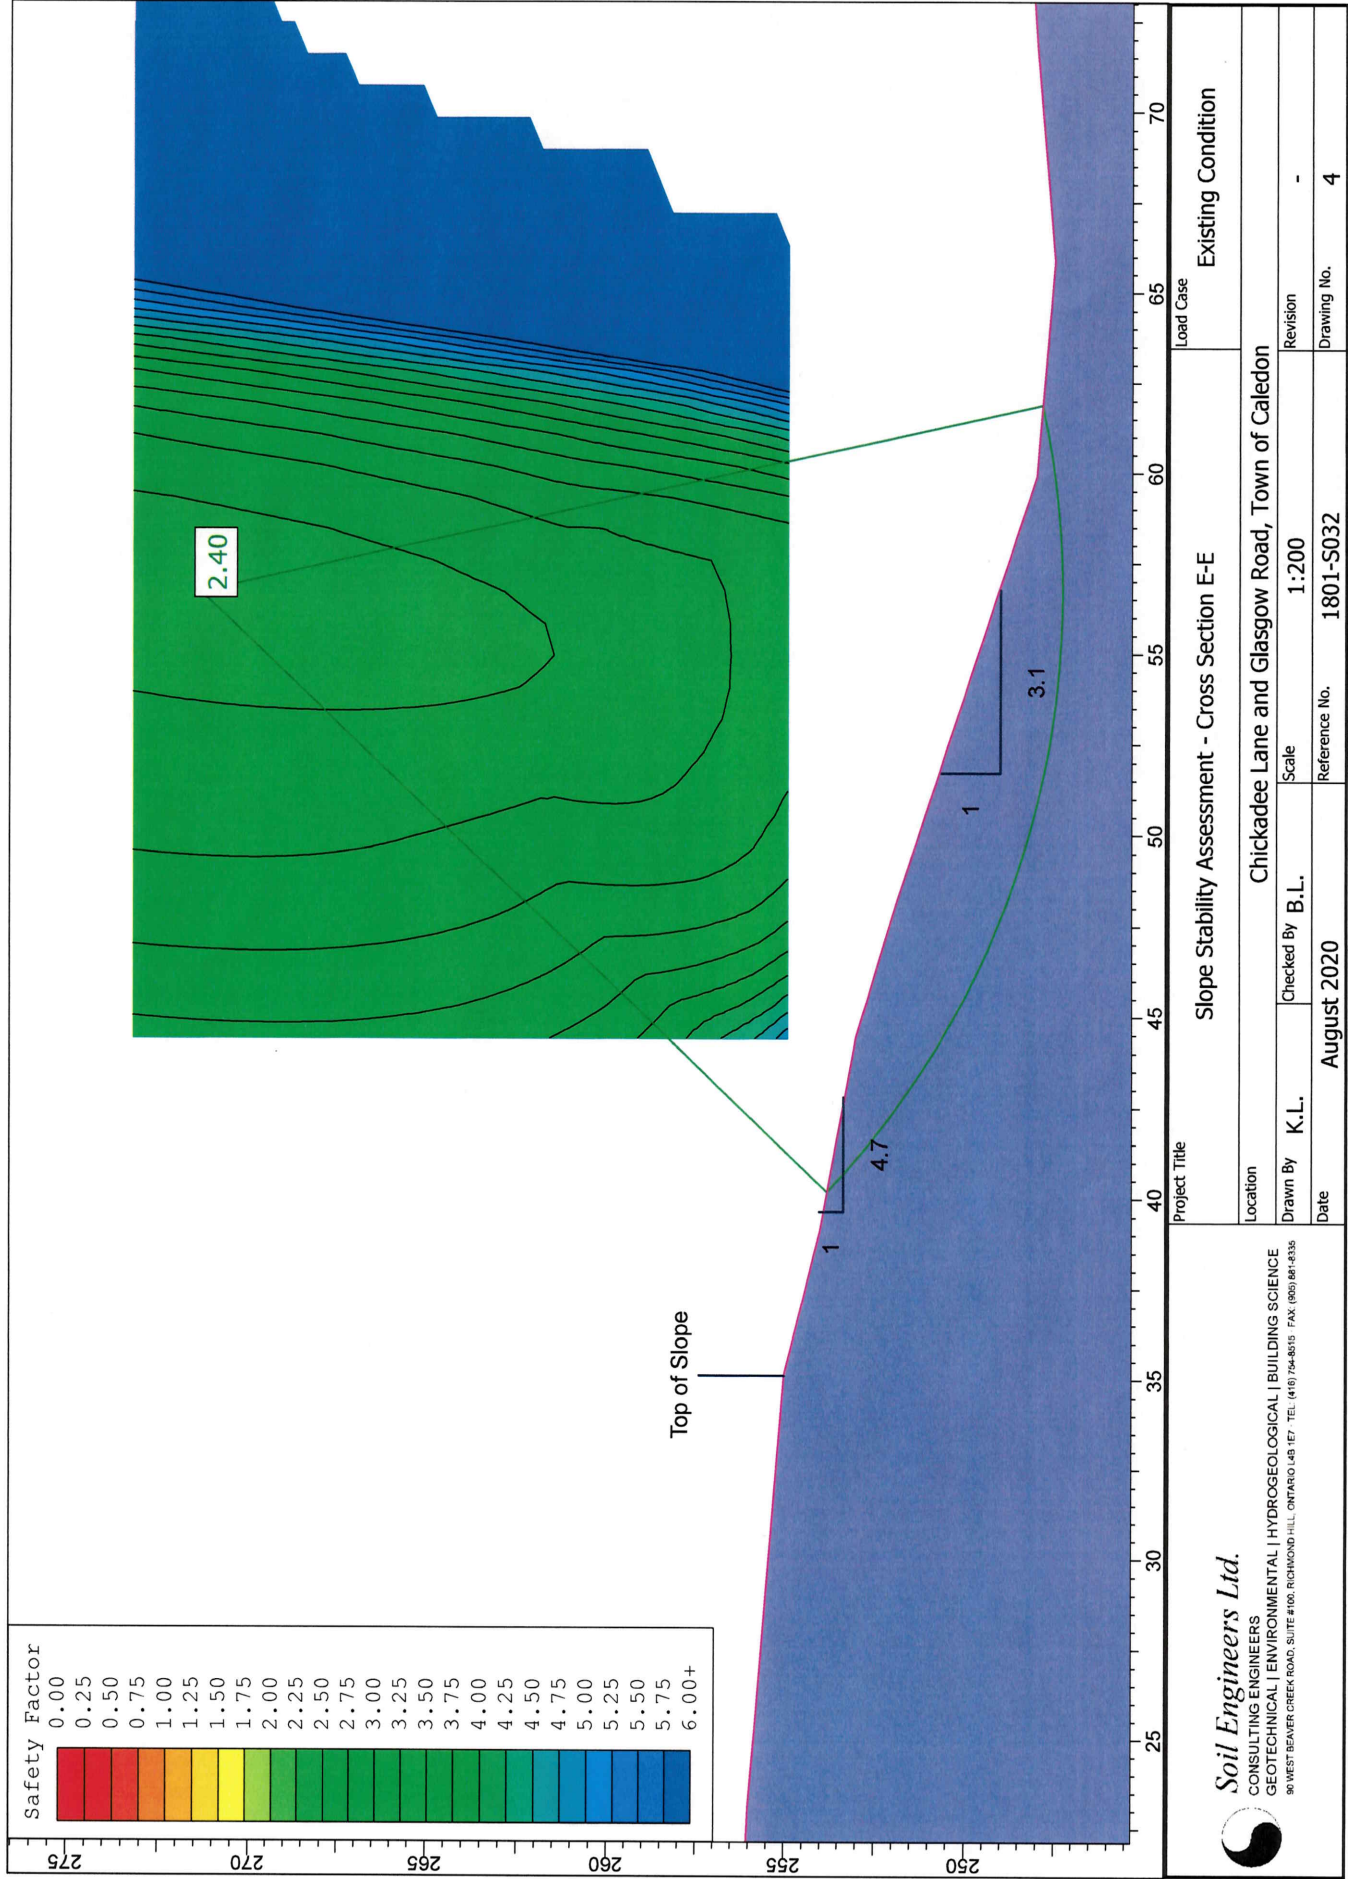 Safety Factor
0.00
0.25
0.50
0.75
1.00
1.25
1.50
1.75
2.00
2.25
2.50
2.75
3.00
3.25
3.50
3.75
4.00
4.25
4.50
4.75
5.00
5.25
5.50
5.75
6.00+
275
270
265
260
255
250
2.40
Top of Slope
1
4.7
1
3.1
25
30
35
40
45
50
55
60
65
70
Soil Engineers Ltd.
CONSULTING ENGINEERS
GEOTECHNICAL | ENVIRONMENTAL | HYDROGEOLOGICAL | BUILDING SCIENCE
90 WEST BEAVER CREEK ROAD, SUITE #100, RICHMOND HILL, ONTARIO L4B 1E7 · TEL: (416) 754-8515 · FAX: (905) 881-8335
Project Title
Slope Stability Assessment - Cross Section E-E
Load Case
Existing Condition
Location
Chickadee Lane and Glasgow Road, Town of Caledon
Drawn By K.L.
Checked By B.L.
Scale
1:200
Revision
-
Date
August 2020
Reference No.
1801-S032
Drawing No.
4